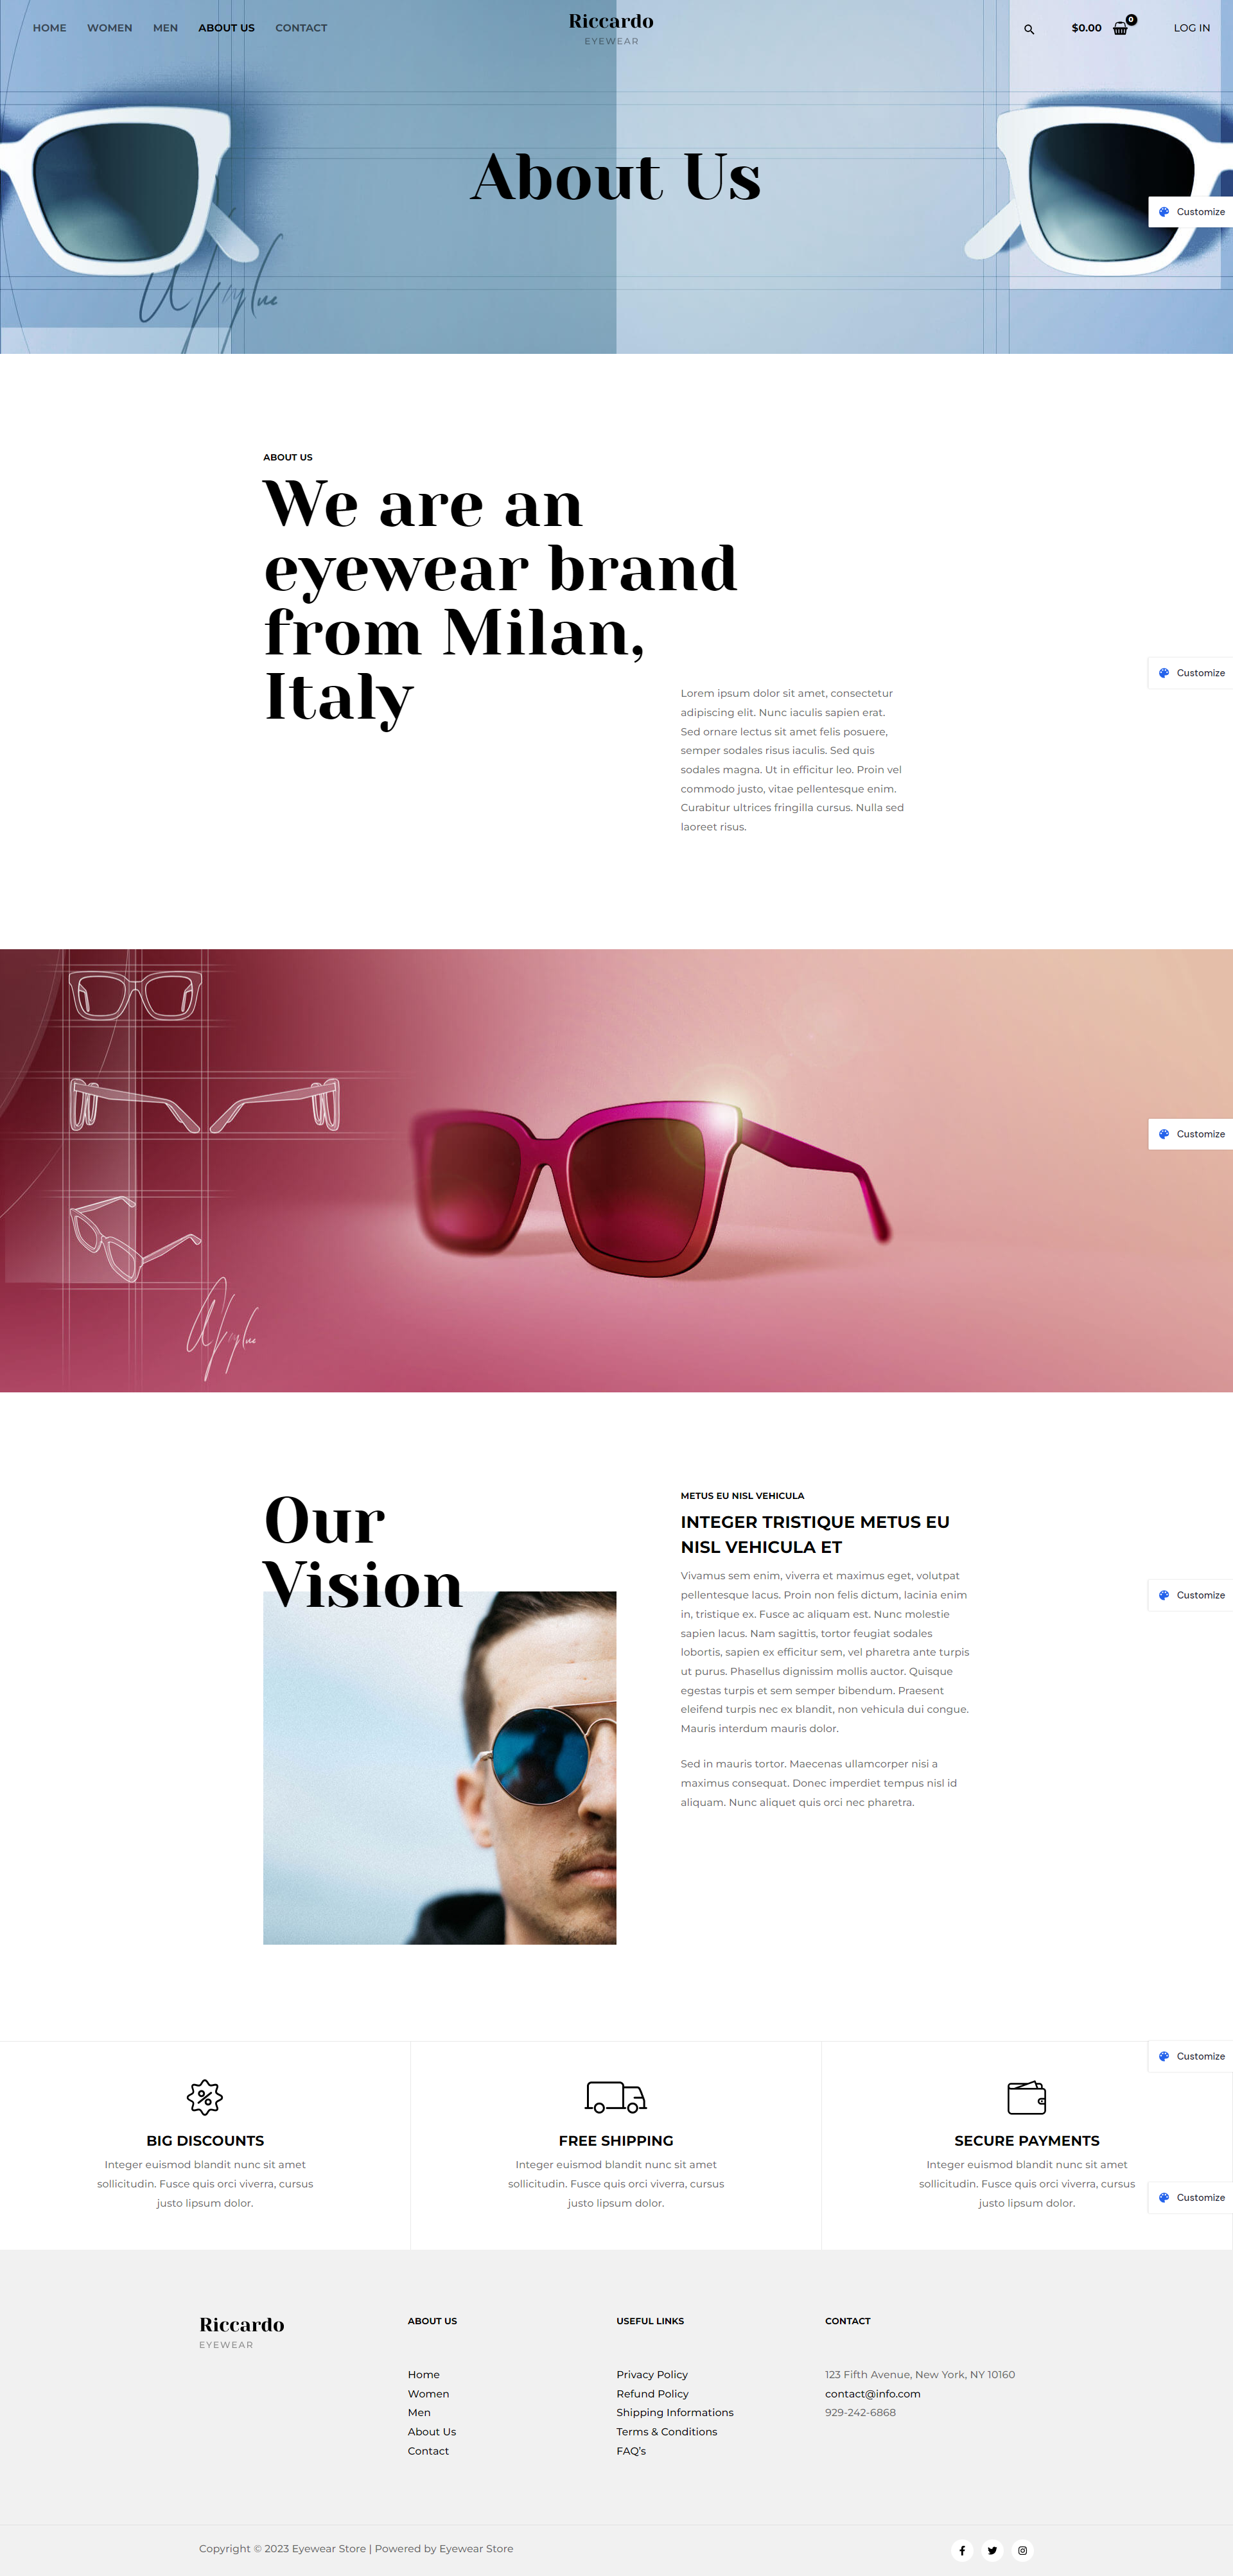 HOME WOMEN MEN ABOUT US CONTACT
Riccardo
EYEWEAR
$0.00 0
LOG IN
About Us
Customize
ABOUT US
We are an
eyewear brand
from Milan,
Italy
Customize
Lorem ipsum dolor sit amet, consectetur
adipiscing elit. Nunc iaculis sapien erat.
Sed ornare lectus sit amet felis posuere,
semper sodales risus iaculis. Sed quis
sodales magna. Ut in efficitur leo. Proin vel
commodo justo, vitae pellentesque enim.
Curabitur ultrices fringilla cursus. Nulla sed
laoreet risus.
Customize
Our
Vision
METUS EU NISL VEHICULA
INTEGER TRISTIQUE METUS EU
NISL VEHICULA ET
Vivamus sem enim, viverra et maximus eget, volutpat
pellentesque lacus. Proin non felis dictum, lacinia enim
in, tristique ex. Fusce ac aliquam est. Nunc molestie
sapien lacus. Nam sagittis, tortor feugiat sodales
lobortis, sapien ex efficitur sem, vel pharetra ante turpis
ut purus. Phasellus dignissim mollis auctor. Quisque
egestas turpis et sem semper bibendum. Praesent
eleifend turpis nec ex blandit, non vehicula dui congue.
Mauris interdum mauris dolor.
Sed in mauris tortor. Maecenas ullamcorper nisi a
maximus consequat. Donec imperdiet tempus nisl id
aliquam. Nunc aliquet quis orci nec pharetra.
Customize
Customize
BIG DISCOUNTS
Integer euismod blandit nunc sit amet
sollicitudin. Fusce quis orci viverra, cursus
justo lipsum dolor.
FREE SHIPPING
Integer euismod blandit nunc sit amet
sollicitudin. Fusce quis orci viverra, cursus
justo lipsum dolor.
SECURE PAYMENTS
Integer euismod blandit nunc sit amet
sollicitudin. Fusce quis orci viverra, cursus
justo lipsum dolor.
Customize
Riccardo
EYEWEAR
ABOUT US
Home
Women
Men
About Us
Contact
USEFUL LINKS
Privacy Policy
Refund Policy
Shipping Informations
Terms & Conditions
FAQ's
CONTACT
123 Fifth Avenue, New York, NY 10160
contact@info.com
929-242-6868
Copyright © 2023 Eyewear Store | Powered by Eyewear Store